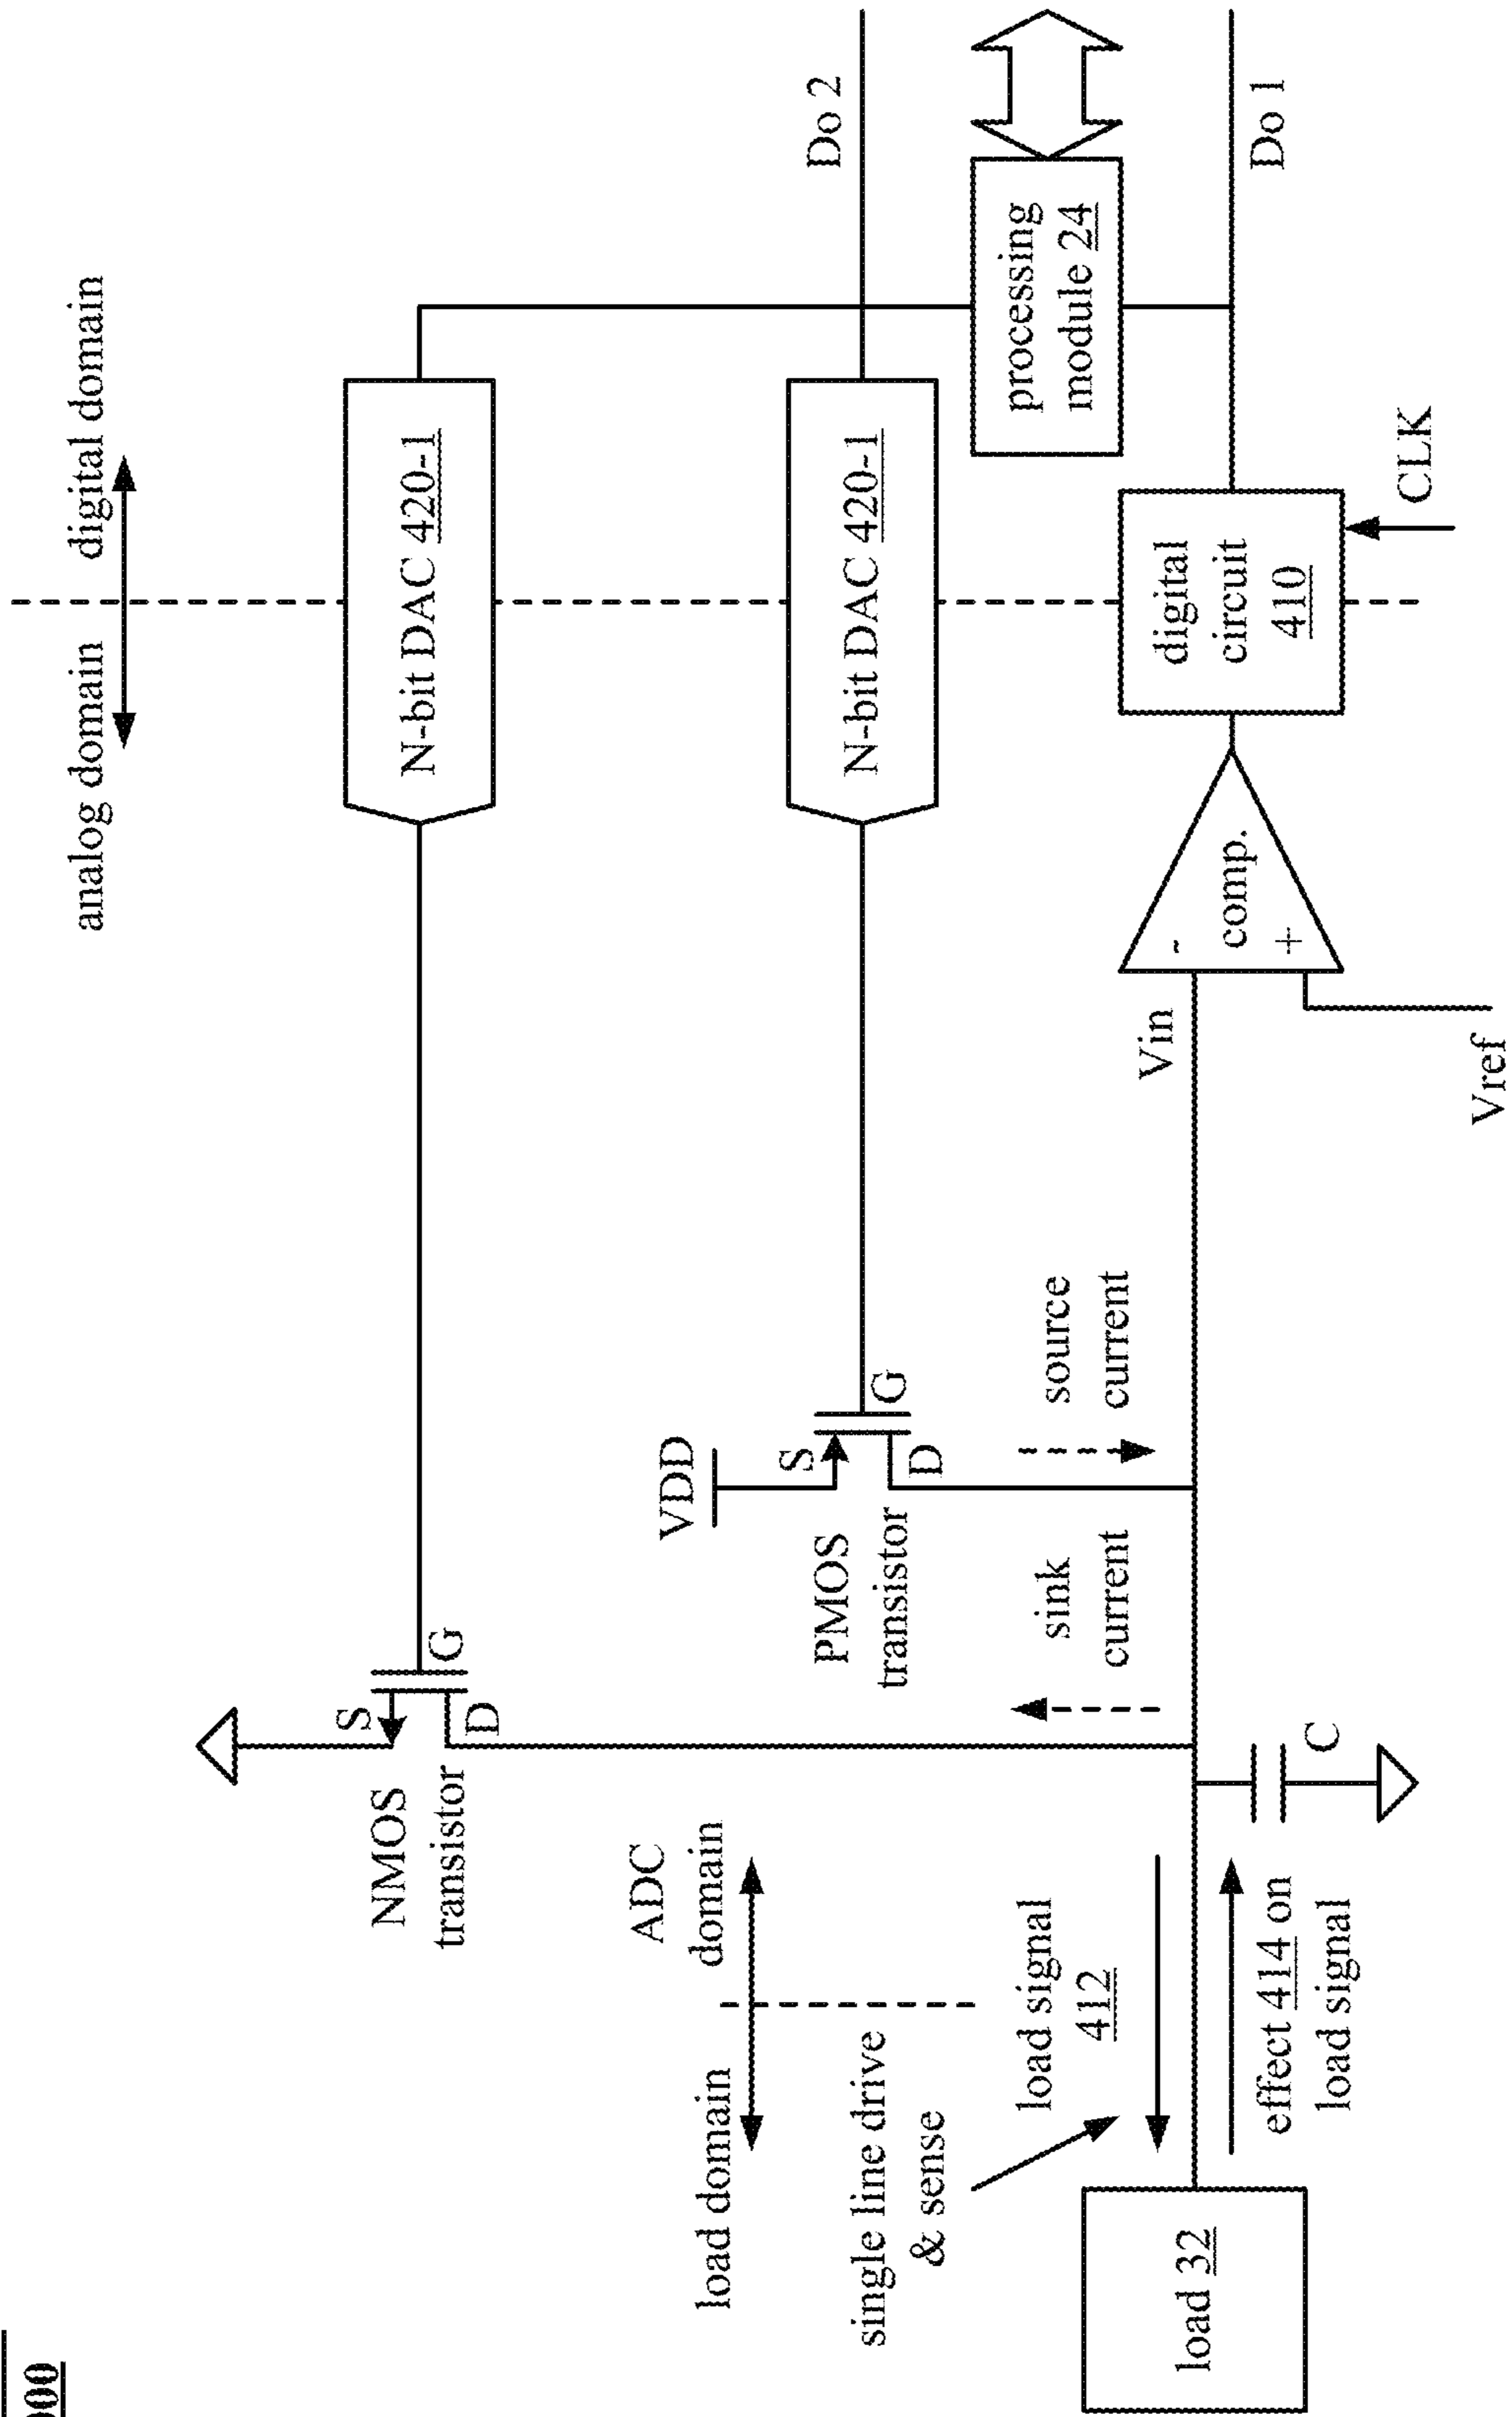 analog domain
digital domain
N-bit DAC 420-1
NMOS
transistor
S
G
D
ADC
domain
load domain
VDD
S
G
D
PMOS
transistor
N-bit DAC 420-1
Do 2
single line drive
& sense
load signal
412
sink
current
source
current
processing
module 24
load 32
effect 414 on
load signal
C
Vin
Vref
-
comp.
+
digital
circuit
410
CLK
Do 1